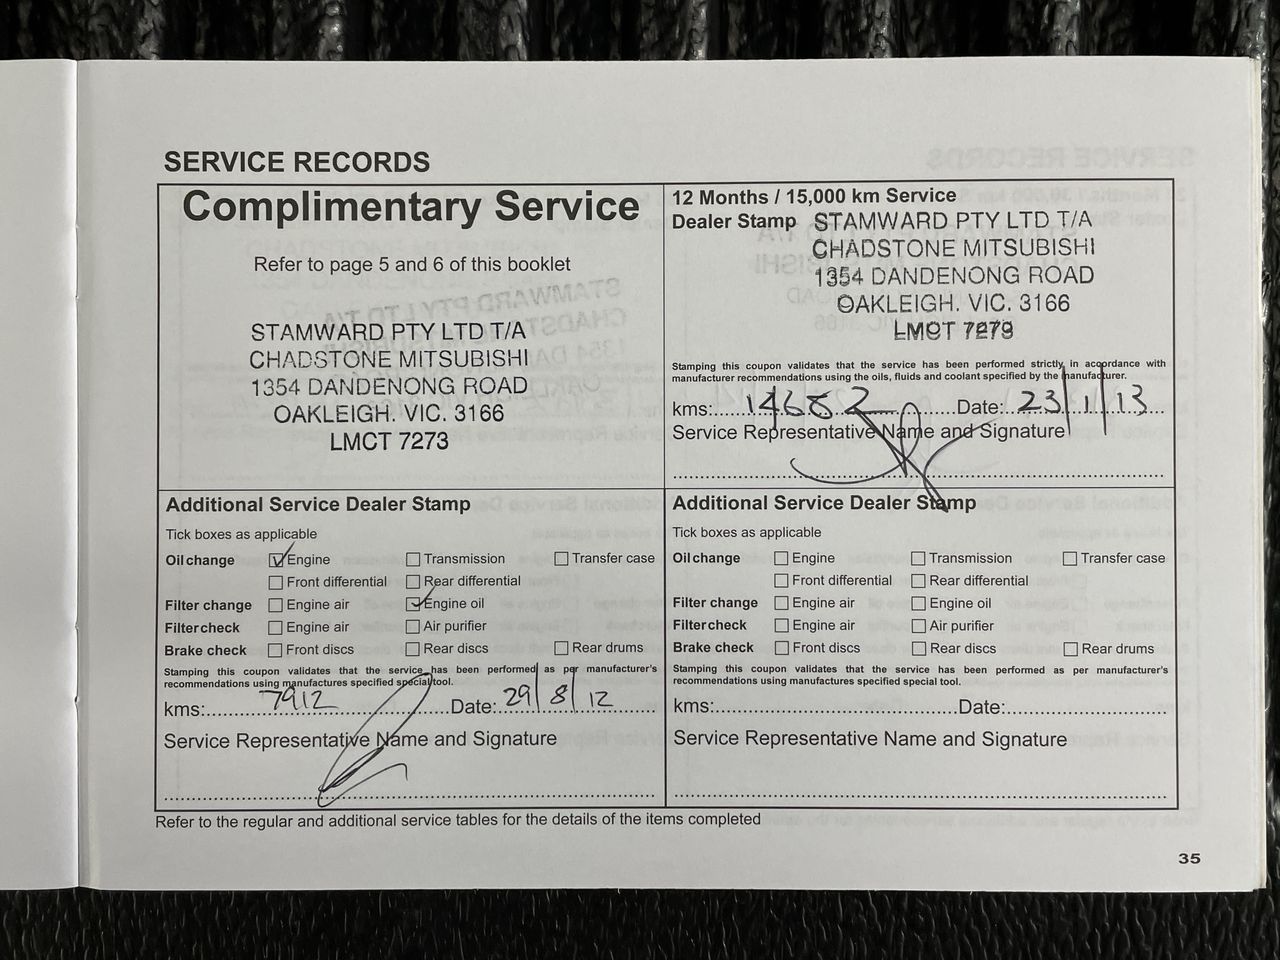 SERVICE RECORDS
Complimentary Service
Refer to page 5 and 6 of this booklet
STAMWARD PTY LTD T/A
CHADSTONE MITSUBISHI
1354 DANDENONG ROAD
OAKLEIGH. VIC. 3166
LMCT 7273
12 Months / 15,000 km Service
Dealer Stamp STAMWARD PTY LTD T/A
CHADSTONE MITSUBISHI
1354 DANDENONG ROAD
OAKLEIGH. VIC. 3166
LMCT 7273
Stamping this coupon validates that the service has been performed strictly in accordance with
manufacturer recommendations using the oils, fluids and coolant specified by the manufacturer.
kms: 14682 Date: 23/1/13
Service Representative Name and Signature
Additional Service Dealer Stamp
Tick boxes as applicable
Oil change Engine Transmission Transfer case
Front differential Rear differential
Filter change Engine air Engine oil
Filter check Engine air Air purifier
Brake check Front discs Rear discs Rear drums
Stamping this coupon validates that the service has been performed as per manufacturer's
recommendations using manufactures specified special tool.
kms: 7912 Date: 29/8/12
Service Representative Name and Signature
Additional Service Dealer Stamp
Tick boxes as applicable
Oil change Engine Transmission Transfer case
Front differential Rear differential
Filter change Engine air Engine oil
Filter check Engine air Air purifier
Brake check Front discs Rear discs Rear drums
Stamping this coupon validates that the service has been performed as per manufacturer's
recommendations using manufactures specified special tool.
kms: Date:
Service Representative Name and Signature
Refer to the regular and additional service tables for the details of the items completed
35